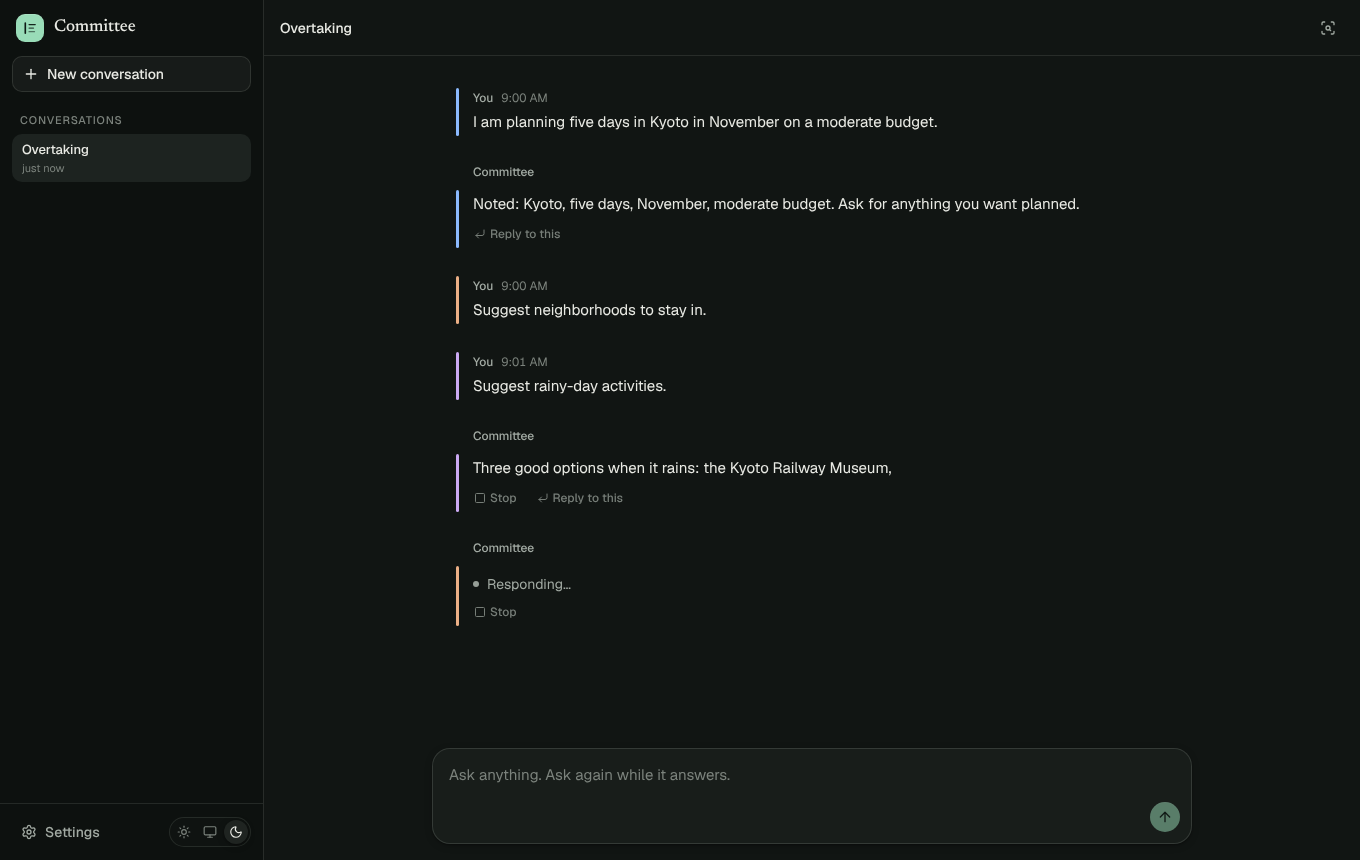 Committee
New conversation
CONVERSATIONS
Overtaking
just now
Settings
Overtaking
You 9:00 AM
I am planning five days in Kyoto in November on a moderate budget.
Committee
Noted: Kyoto, five days, November, moderate budget. Ask for anything you want planned.
Reply to this
You 9:00 AM
Suggest neighborhoods to stay in.
You 9:01 AM
Suggest rainy-day activities.
Committee
Three good options when it rains: the Kyoto Railway Museum,
Stop Reply to this
Committee
Responding…
Stop
Ask anything. Ask again while it answers.